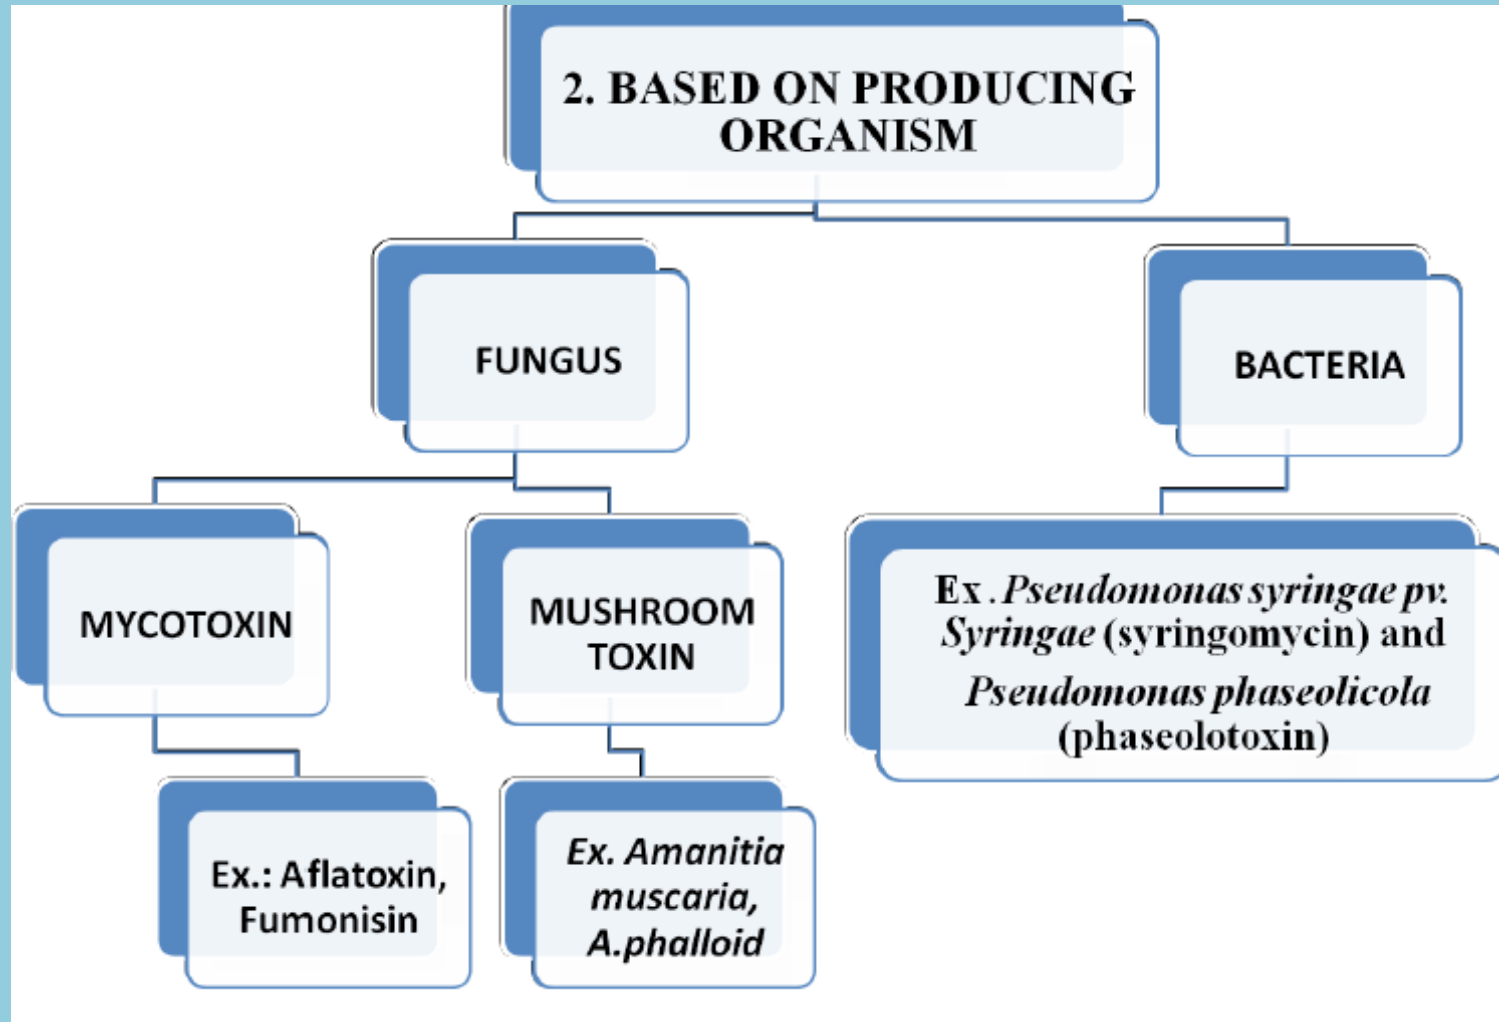 2. BASED ON PRODUCING
ORGANISM
FUNGUS
BACTERIA
MYCOTOXIN
MUSHROOM
TOXIN
Ex . Pseudomonas syringae pv.
Syringae (syringomycin) and
Pseudomonas phaseolicola
(phaseolotoxin)
Ex.: Aflatoxin,
Fumonisin
Ex. Amanitia
muscaria,
A.phalloid